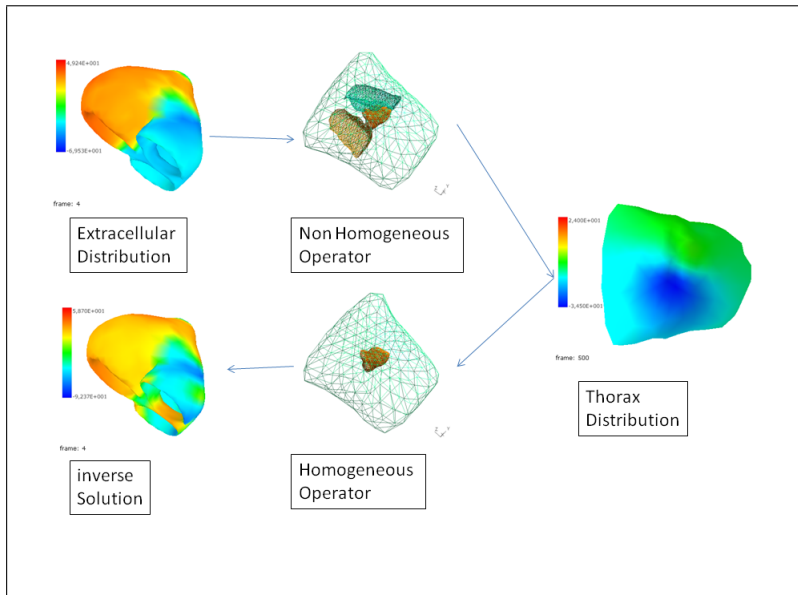 4,924E+001
-6,953E+001
frame: 4
Extracellular
Distribution
Z Y
Non Homogeneous
Operator
2,400E+001
-3,450E+001
frame: 500
Thorax
Distribution
5,870E+001
-9,237E+001
frame: 4
inverse
Solution
Z Y
Homogeneous
Operator